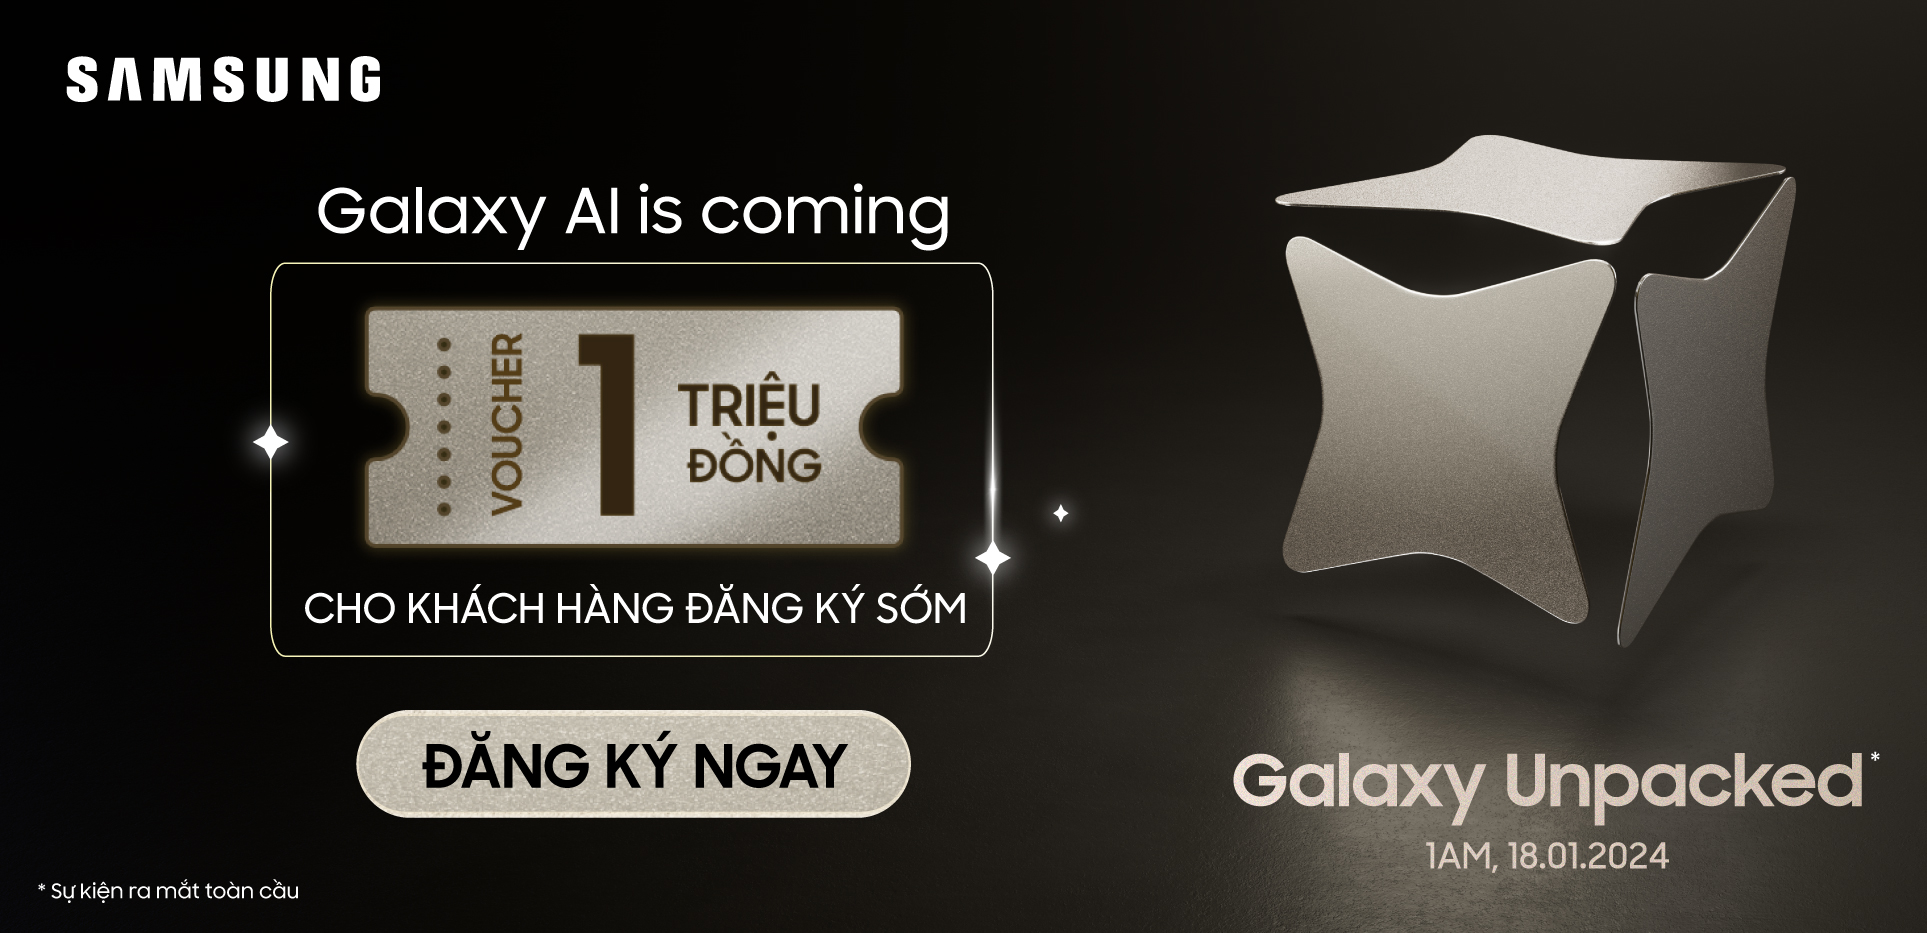 SAMSUNG
Galaxy AI is coming
VOUCHER
1
TRIỆU
ĐỒNG
CHO KHÁCH HÀNG ĐĂNG KÝ SỚM
ĐĂNG KÝ NGAY
* Sự kiện ra mắt toàn cầu
Galaxy Unpacked*
1AM, 18.01.2024